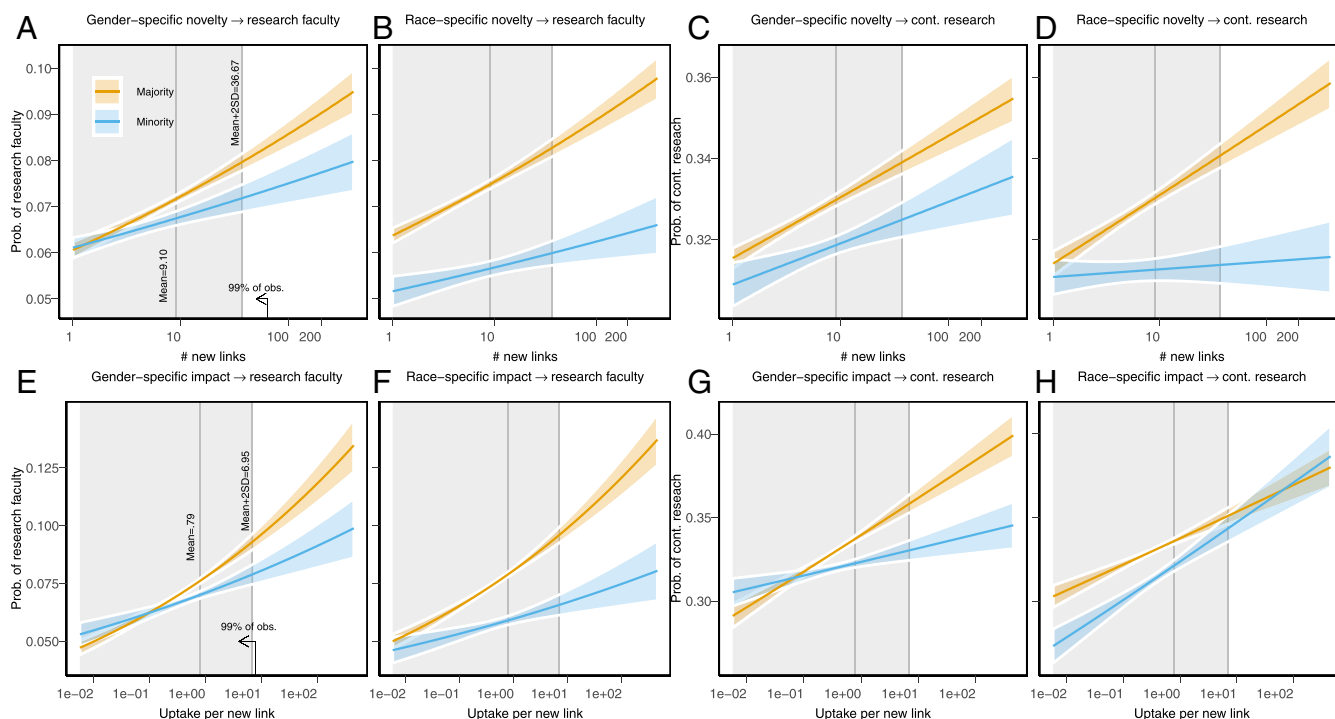 A
Gender−specific novelty → research faculty
B
Race−specific novelty → research faculty
C
Gender−specific novelty → cont. research
D
Race−specific novelty → cont. research
Prob. of research faculty
0.10
0.09
0.08
0.07
0.06
0.05
Majority
Minority
Mean=9.10
Mean+2SD=36.67
99% of obs.
Prob. of cont. reseach
0.36
0.34
0.32
1
10
100
200
1
10
100
200
1
10
100
200
1
10
100
200
# new links
# new links
# new links
# new links
E
Gender−specific impact → research faculty
F
Race−specific impact → research faculty
G
Gender−specific impact → cont. research
H
Race−specific impact → cont. research
Prob. of research faculty
0.125
0.100
0.075
0.050
Mean=.79
Mean+2SD=6.95
99% of obs.
Prob. of cont. reseach
0.40
0.35
0.30
1e−02
1e−01
1e+00
1e+01
1e+02
1e−02
1e−01
1e+00
1e+01
1e+02
1e−02
1e−01
1e+00
1e+01
1e+02
1e−02
1e−01
1e+00
1e+01
1e+02
Uptake per new link
Uptake per new link
Uptake per new link
Uptake per new link